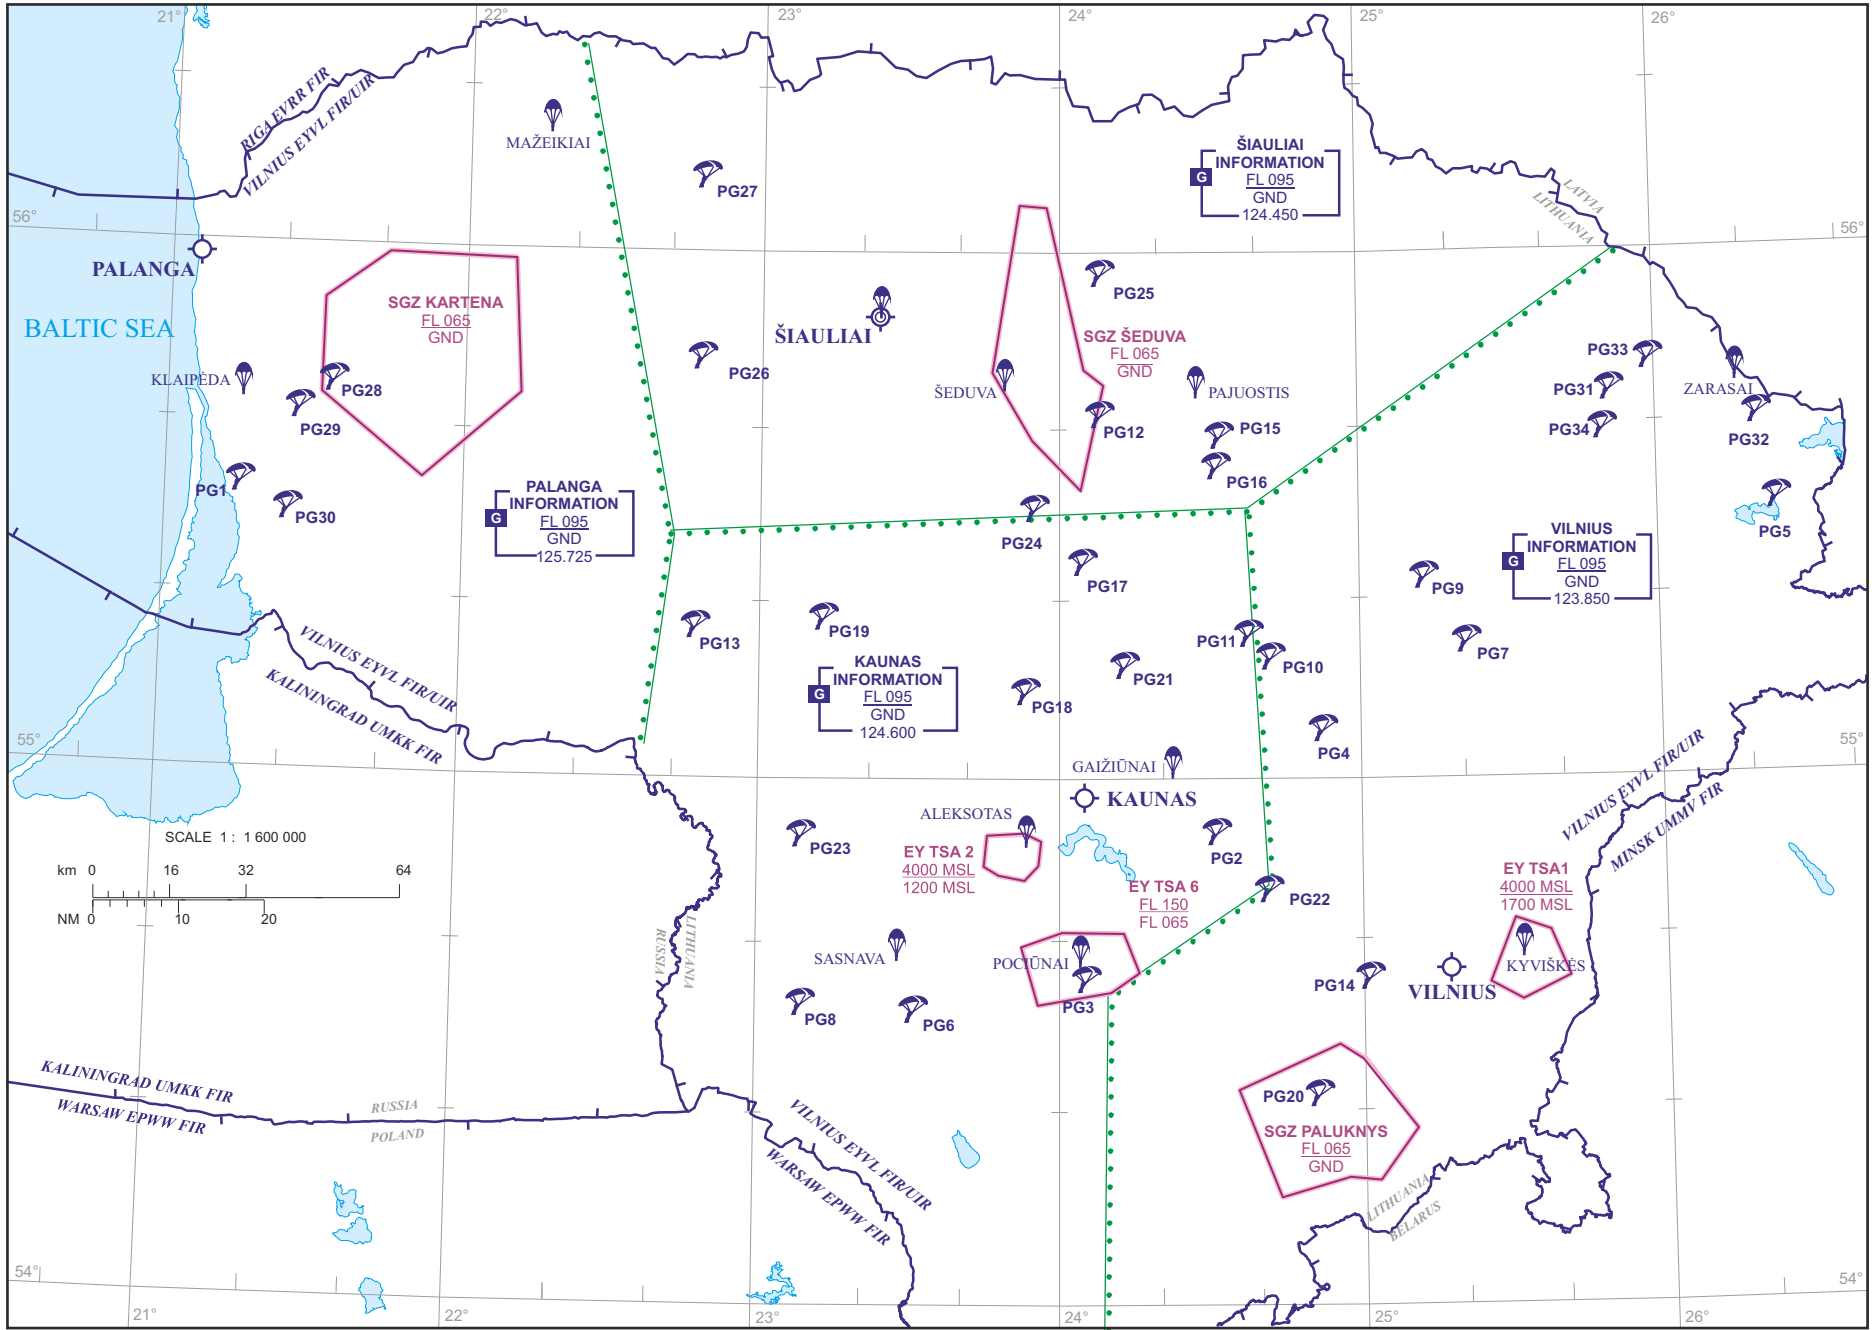 21°
22°
23°
24°
25°
26°
RIGA EVRR FIR
VILNIUS EYVL FIR/UIR
MAŽEIKIAI
PG27
ŠIAULIAI
INFORMATION
G
FL 095
GND
124.450
LATVIA
LITHUANIA
56°
56°
PALANGA
BALTIC SEA
SGZ KARTENA
FL 065
GND
PG25
ŠIAULIAI
SGZ ŠEDUVA
FL 065
GND
PG26
KLAIPĖDA
PG28
PG29
ŠEDUVA
PAJUOSTIS
PG12
PG15
PG16
PG33
PG31
PG34
ZARASAI
PG32
PG1
PG30
PALANGA
INFORMATION
G
FL 095
GND
125.725
PG24
PG17
PG5
VILNIUS
INFORMATION
G
FL 095
GND
123.850
PG9
PG7
PG13
PG19
PG11
PG10
PG21
PG18
PG4
KAUNAS
INFORMATION
G
FL 095
GND
124.600
VILNIUS EYVL FIR/UIR
KALININGRAD UMKK FIR
55°
55°
GAIŽIŪNAI
KAUNAS
VILNIUS EYVL FIR/UIR
MINSK UMMV FIR
SCALE 1 : 1 600 000
km 0 16 32 64
NM 0 10 20
PG23
ALEKSOTAS
EY TSA 2
4000 MSL
1200 MSL
PG2
PG22
EY TSA 6
FL 150
FL 065
EY TSA1
4000 MSL
1700 MSL
KYVIŠKĖS
RUSSIA
LITHUANIA
SASNAVA
POCIŪNAI
PG3
PG8
PG6
PG14
VILNIUS
PG20
SGZ PALUKNYS
FL 065
GND
KALININGRAD UMKK FIR
WARSAW EPWW FIR
RUSSIA
POLAND
VILNIUS EYVL FIR/UIR
WARSAW EPWW FIR
LITHUANIA
BELARUS
54°
54°
21°
22°
23°
24°
25°
26°